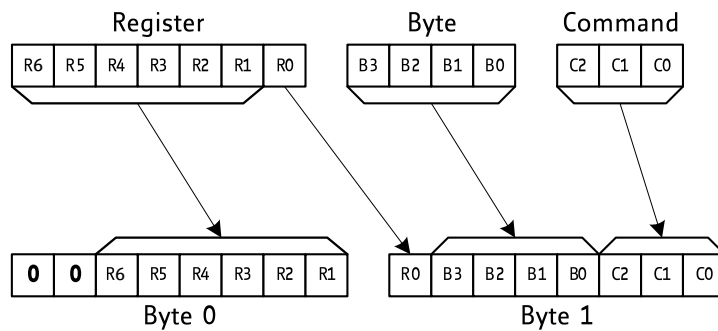 Register Byte Command
R6 R5 R4 R3 R2 R1 R0 B3 B2 B1 B0 C2 C1 C0
0 0 R6 R5 R4 R3 R2 R1 R0 B3 B2 B1 B0 C2 C1 C0
Byte 0 Byte 1